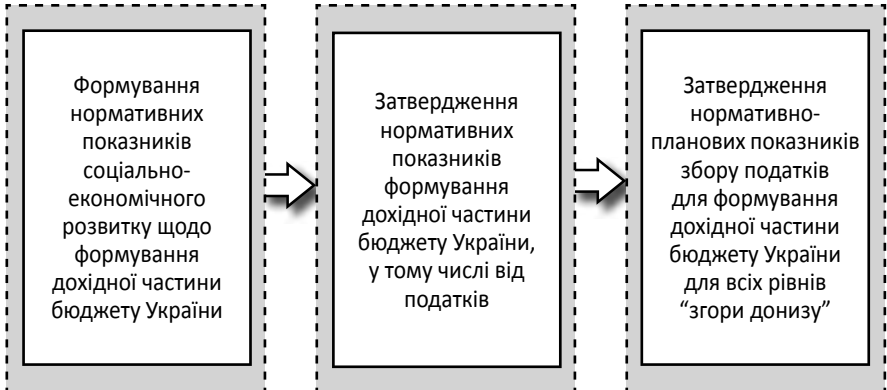 Формування
нормативних
показників
соціально-
економічного
розвитку щодо
формування
дохідної частини
бюджету України
Затвердження
нормативних
показників
формування
дохідної частини
бюджету України,
у тому числі від
податків
Затвердження
нормативно-
планових показників
збору податків
для формування
дохідної частини
бюджету України
для всіх рівнів
“згори донизу”